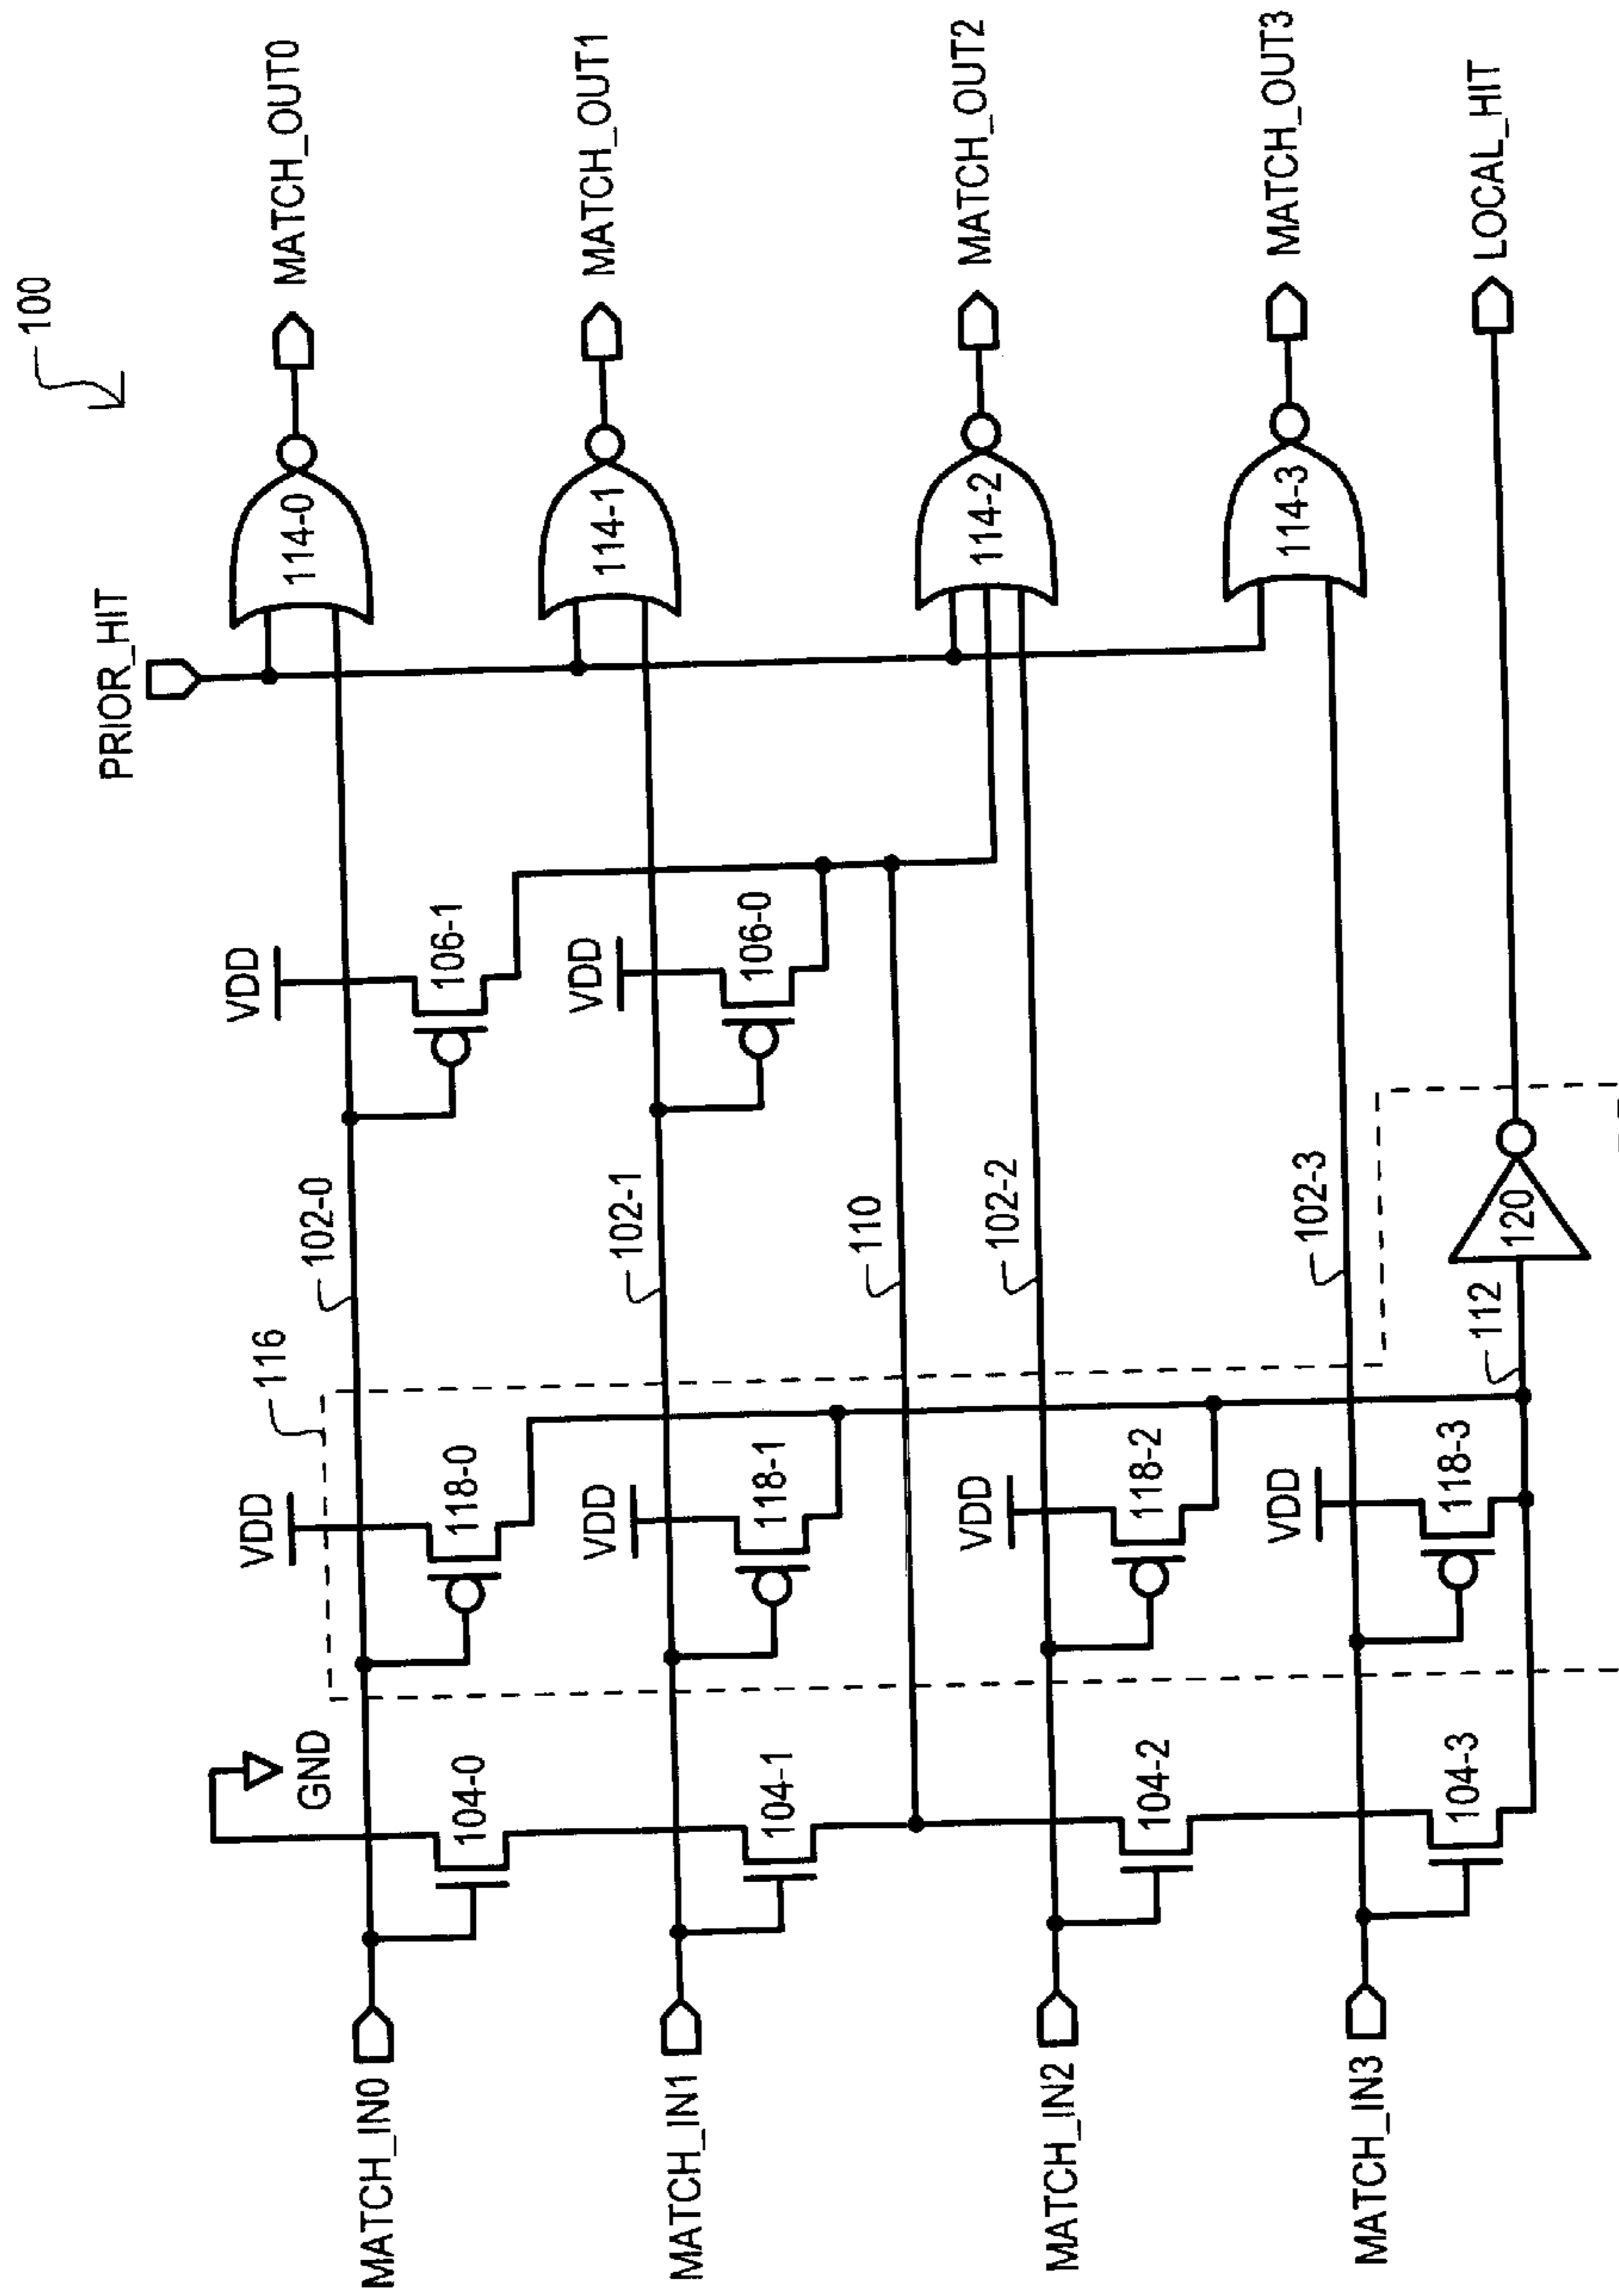 100
PRIOR_HIT
VDD
VDD
116
VDD
VDD
VDD
VDD
GND
102-0
102-1
110
102-2
102-3
112
106-1
106-0
118-0
118-1
118-2
118-3
104-0
104-1
104-2
104-3
114-0
114-1
114-2
114-3
120
MATCH_IN0
MATCH_IN1
MATCH_IN2
MATCH_IN3
MATCH_OUT0
MATCH_OUT1
MATCH_OUT2
MATCH_OUT3
LOCAL_HIT